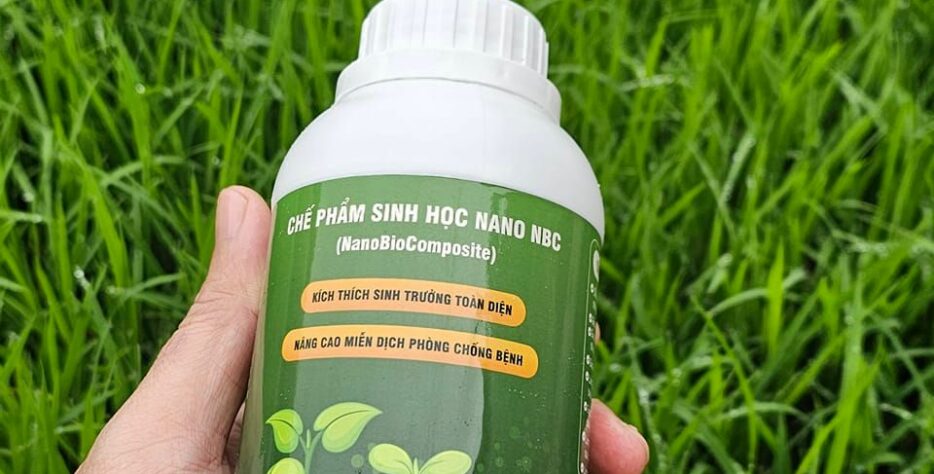 CHẾ PHẨM SINH HỌC NANO NBC
(NanoBioComposite)
KÍCH THÍCH SINH TRƯỞNG TOÀN DIỆN
NÂNG CAO MIỄN DỊCH PHÒNG CHỐNG BỆNH